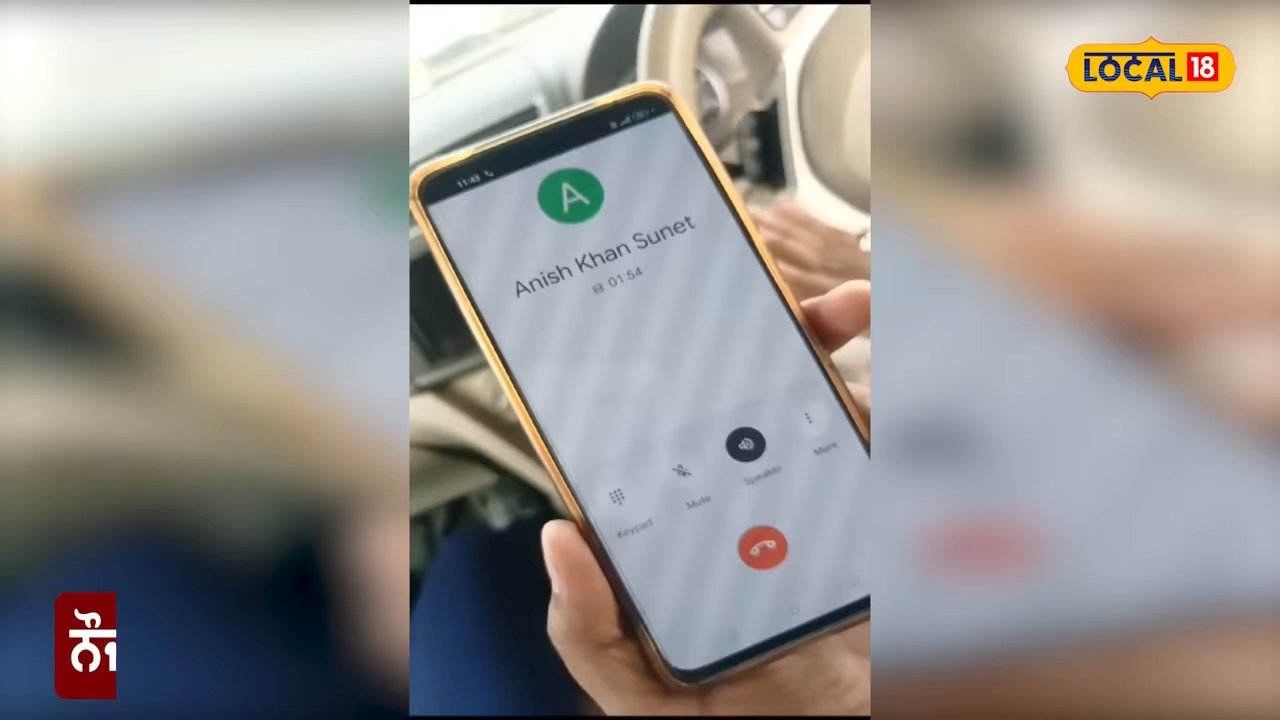 LOCAL 18
11:43
A
Anish Khan Sunet
01:54
Keypad
Mute
Speaker
More